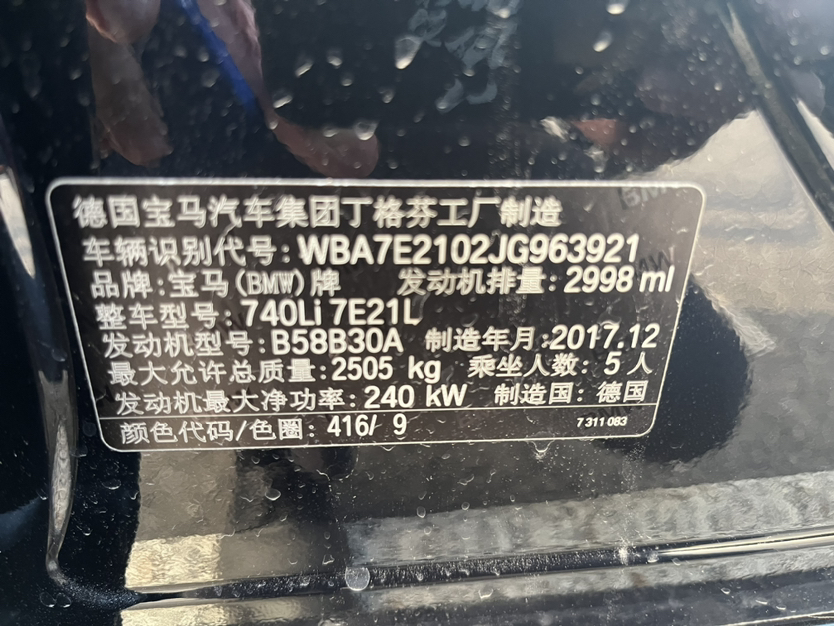 德国宝马汽车集团丁格芬工厂制造
车辆识别代号: WBA7E2102JG963921
品牌: 宝马(BMW)牌 发动机排量: 2998 ml
整车型号: 740Li 7E21L
发动机型号: B58B30A 制造年月: 2017.12
最大允许总质量: 2505 kg 乘坐人数: 5 人
发动机最大净功率: 240 kW 制造国: 德国
颜色代码/色圈: 416/ 9 7 311 083